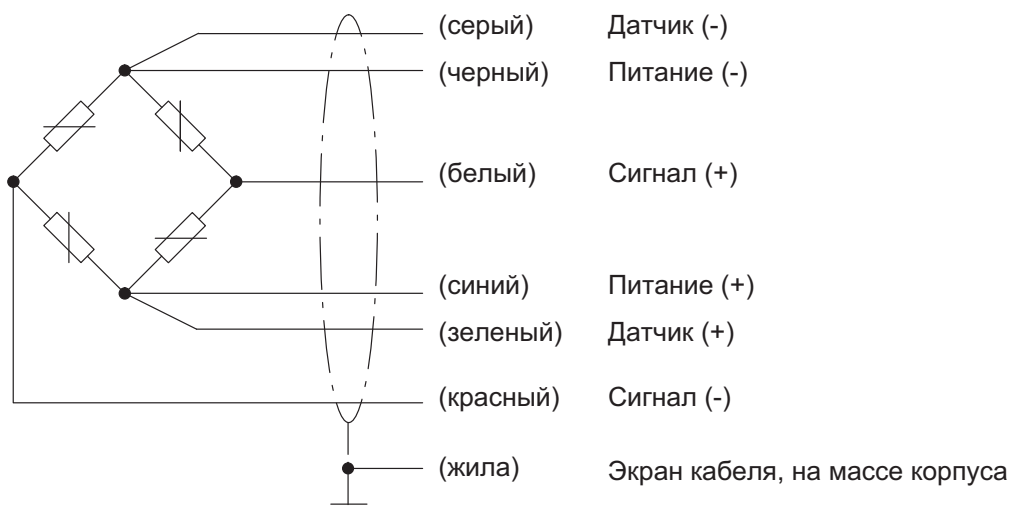 (серый) Датчик (-)
(черный) Питание (-)
(белый) Сигнал (+)
(синий) Питание (+)
(зеленый) Датчик (+)
(красный) Сигнал (-)
(жила) Экран кабеля, на массе корпуса